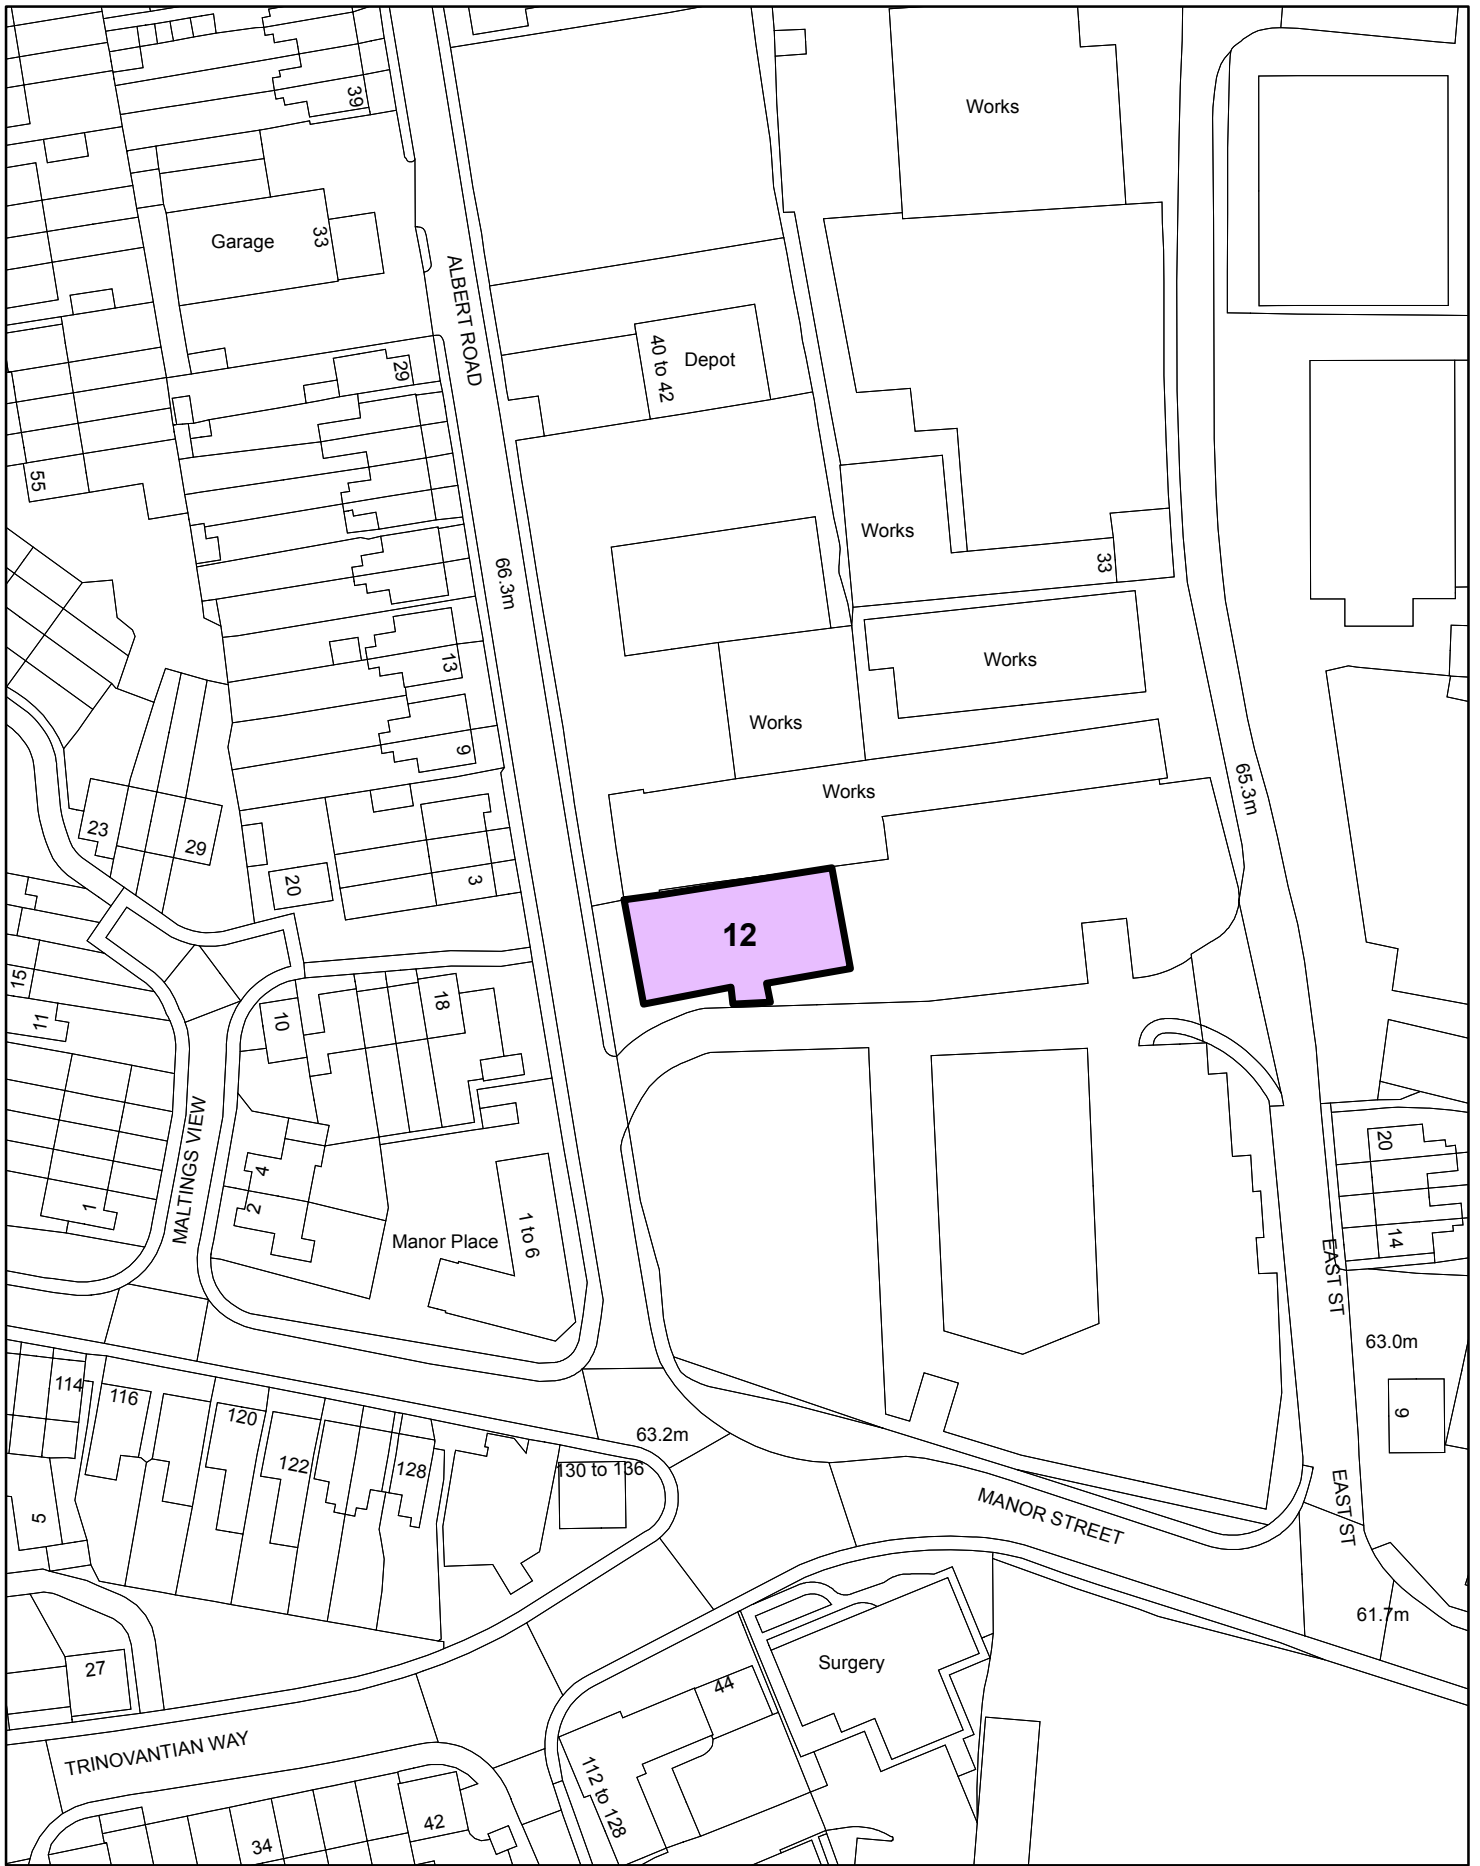 Works
39
Garage
33
ALBERT ROAD
40 to 42
Depot
29
55
Works
33
66.3m
13
Works
9
Works
65.3m
Works
23
29
20
3
12
15
11
10
18
MALTINGS VIEW
4
2
1
Manor Place
1 to 6
20
14
EAST ST
63.0m
114
116
120
122
128
63.2m
130 to 136
9
5
MANOR STREET
EAST ST
61.7m
27
Surgery
44
TRINOVANTIAN WAY
112 to 128
42
34